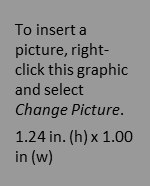 To insert a
picture, right-
click this graphic
and select
Change Picture.
1.24 in. (h) x 1.00
in (w)